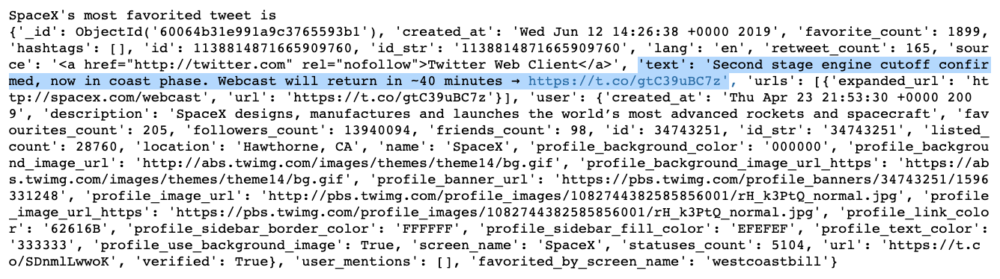 SpaceX's most favorited tweet is
{'_id': ObjectId('60064b31e991a9c3765593b1'), 'created_at': 'Wed Jun 12 14:26:38 +0000 2019', 'favorite_count': 1899,
'hashtags': [], 'id': 1138814871665909760, 'id_str': '1138814871665909760', 'lang': 'en', 'retweet_count': 165, 'sour
ce': '<a href="http://twitter.com" rel="nofollow">Twitter Web Client</a>', 'text': 'Second stage engine cutoff confir
med, now in coast phase. Webcast will return in ~40 minutes → https://t.co/gtC39uBC7z', 'urls': [{'expanded_url': 'ht
tp://spacex.com/webcast', 'url': 'https://t.co/gtC39uBC7z'}], 'user': {'created_at': 'Thu Apr 23 21:53:30 +0000 200
9', 'description': 'SpaceX designs, manufactures and launches the world’s most advanced rockets and spacecraft', 'fav
ourites_count': 205, 'followers_count': 13940094, 'friends_count': 98, 'id': 34743251, 'id_str': '34743251', 'listed_
count': 28760, 'location': 'Hawthorne, CA', 'name': 'SpaceX', 'profile_background_color': '000000', 'profile_backgrou
nd_image_url': 'http://abs.twimg.com/images/themes/theme14/bg.gif', 'profile_background_image_url_https': 'https://ab
s.twimg.com/images/themes/theme14/bg.gif', 'profile_banner_url': 'https://pbs.twimg.com/profile_banners/34743251/1596
331248', 'profile_image_url': 'http://pbs.twimg.com/profile_images/1082744382585856001/rH_k3PtQ_normal.jpg', 'profile
_image_url_https': 'https://pbs.twimg.com/profile_images/1082744382585856001/rH_k3PtQ_normal.jpg', 'profile_link_colo
r': '62616B', 'profile_sidebar_border_color': 'FFFFFF', 'profile_sidebar_fill_color': 'EFEFEF', 'profile_text_color':
'333333', 'profile_use_background_image': True, 'screen_name': 'SpaceX', 'statuses_count': 5104, 'url': 'https://t.c
o/SDnmlLwwoK', 'verified': True}, 'user_mentions': [], 'favorited_by_screen_name': 'westcoastbill'}